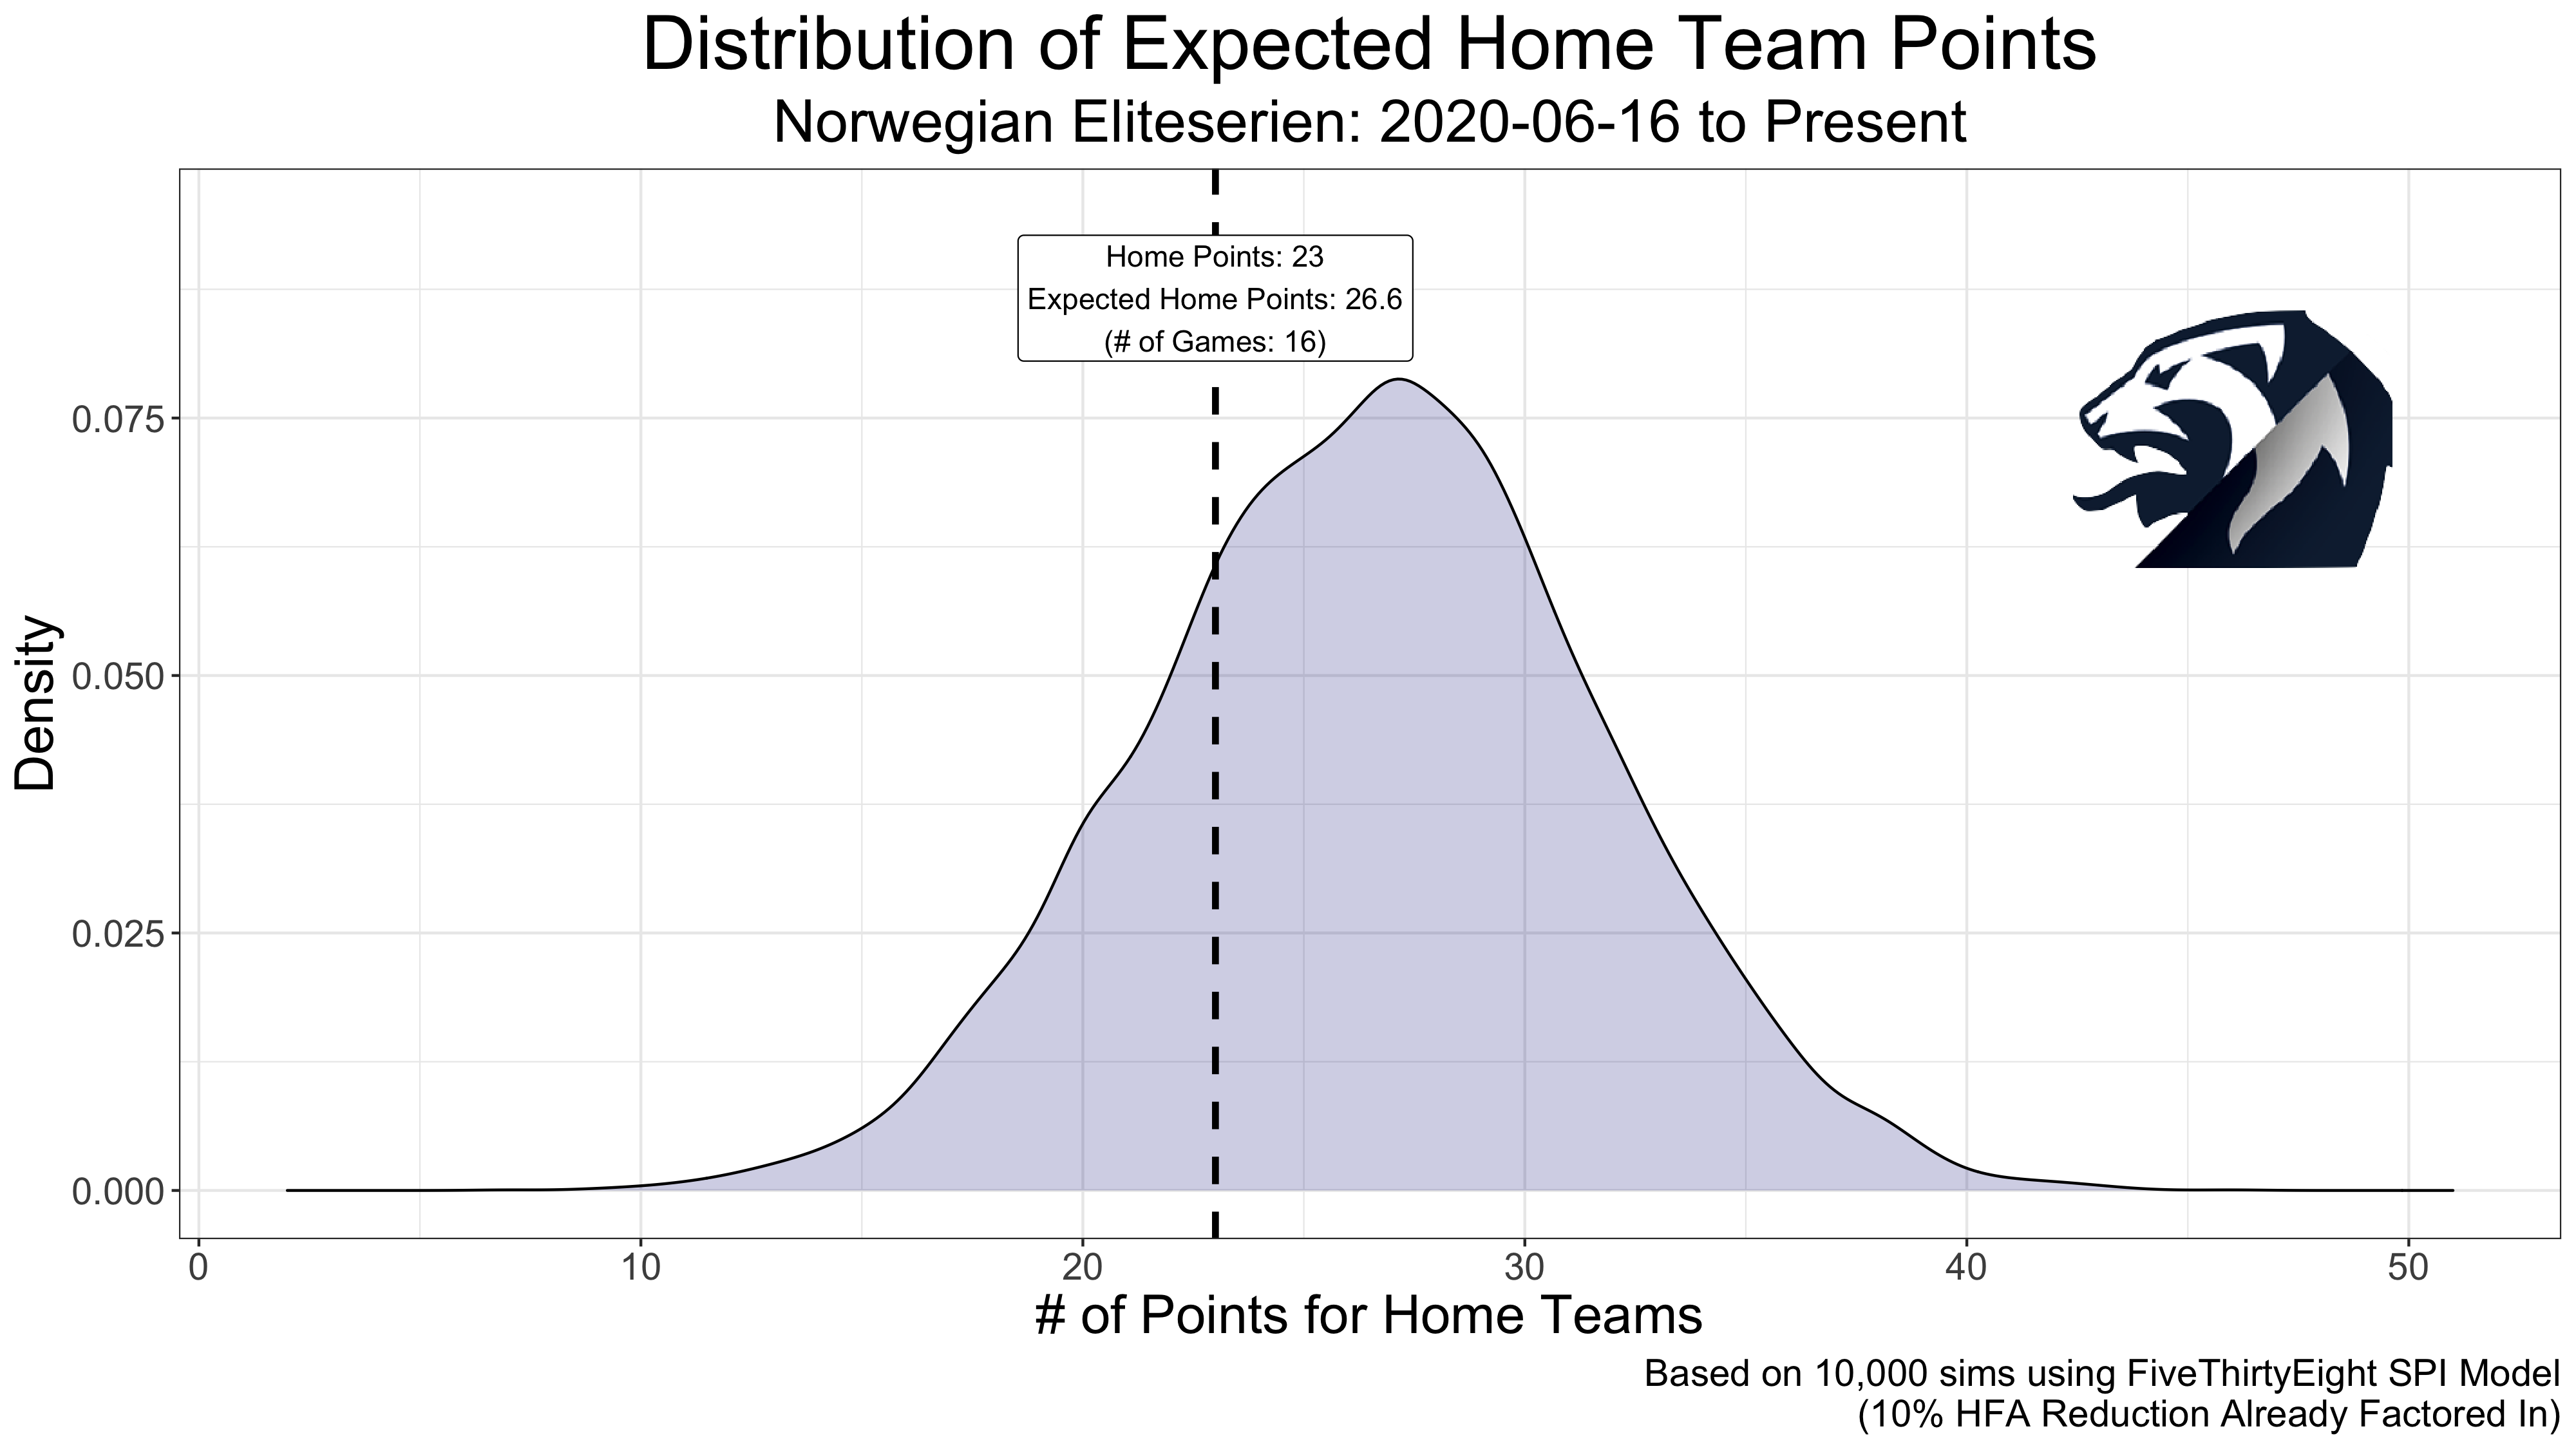 Distribution of Expected Home Team Points
Norwegian Eliteserien: 2020-06-16 to Present
Home Points: 23
Expected Home Points: 26.6
(# of Games: 16)
0.075
0.050
0.025
0.000
Density
0 10 20 30 40 50
# of Points for Home Teams
Based on 10,000 sims using FiveThirtyEight SPI Model
(10% HFA Reduction Already Factored In)